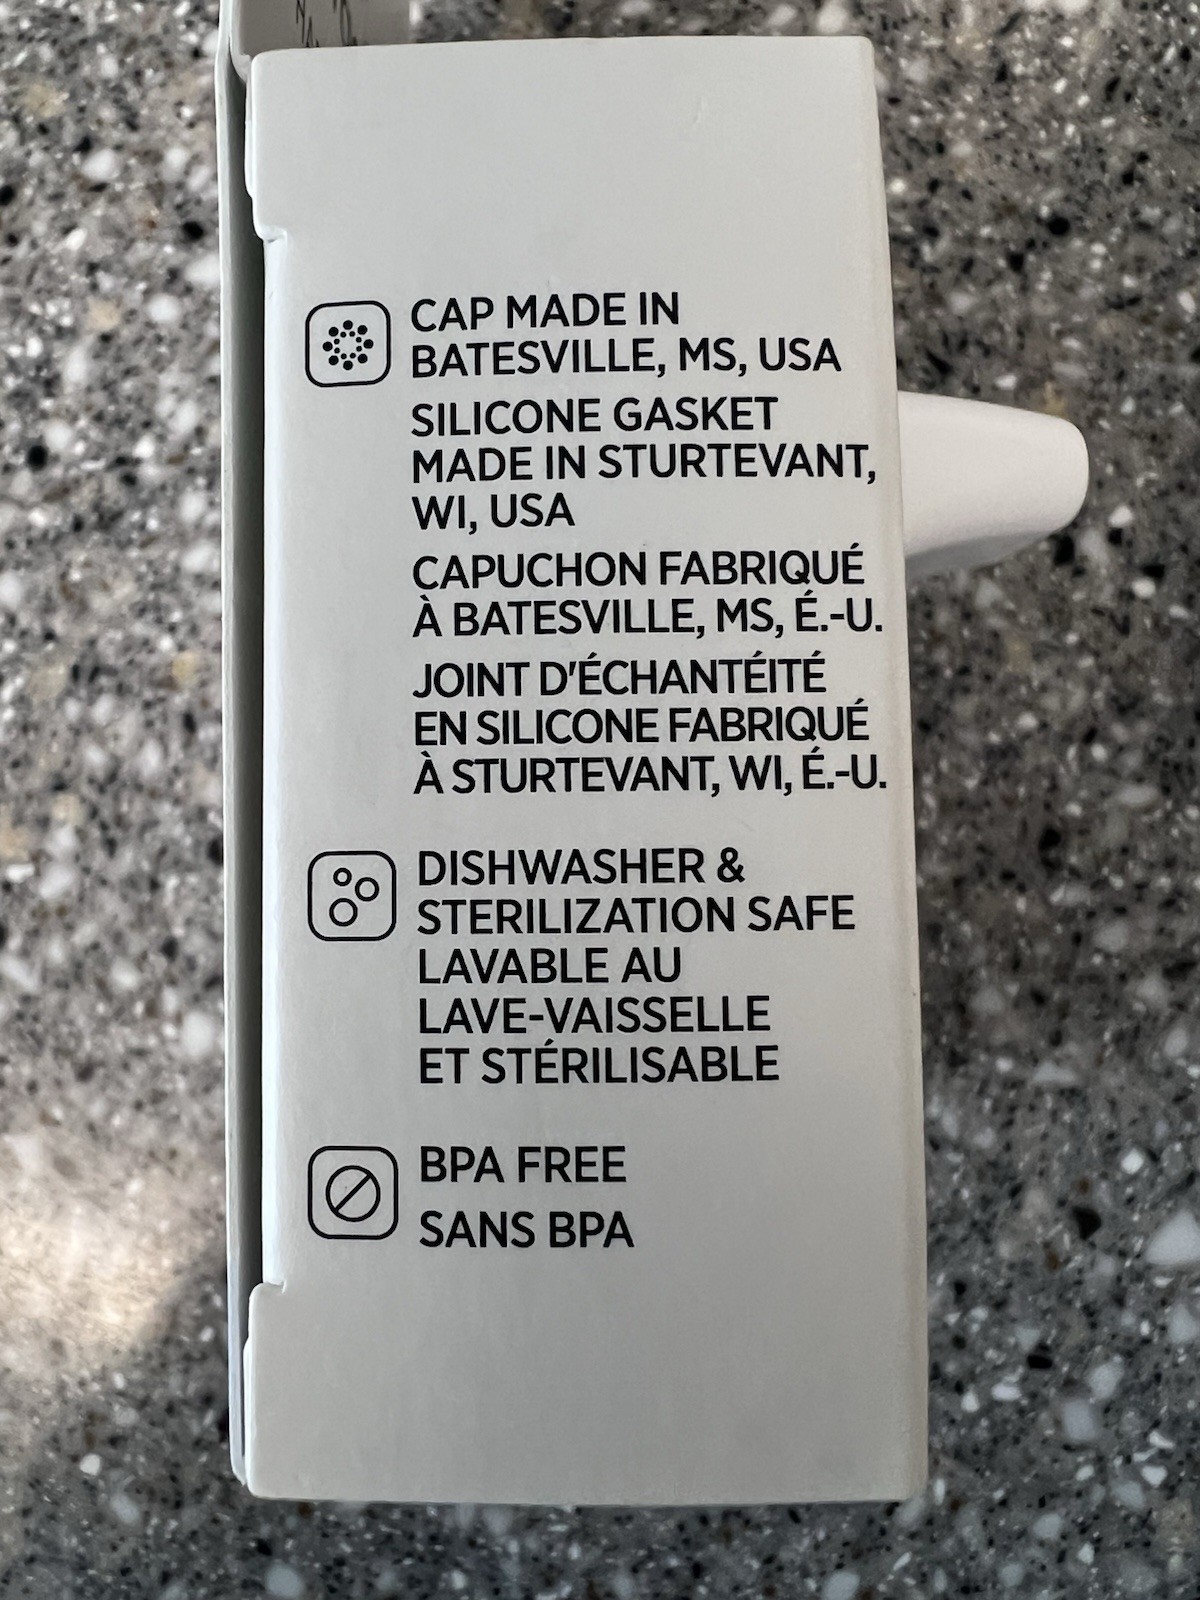 CAP MADE IN
BATESVILLE, MS, USA
SILICONE GASKET
MADE IN STURTEVANT,
WI, USA
CAPUCHON FABRIQUÉ
À BATESVILLE, MS, É.-U.
JOINT D'ÉCHANTÉITÉ
EN SILICONE FABRIQUÉ
À STURTEVANT, WI, É.-U.
DISHWASHER &
STERILIZATION SAFE
LAVABLE AU
LAVE-VAISSELLE
ET STÉRILISABLE
BPA FREE
SANS BPA